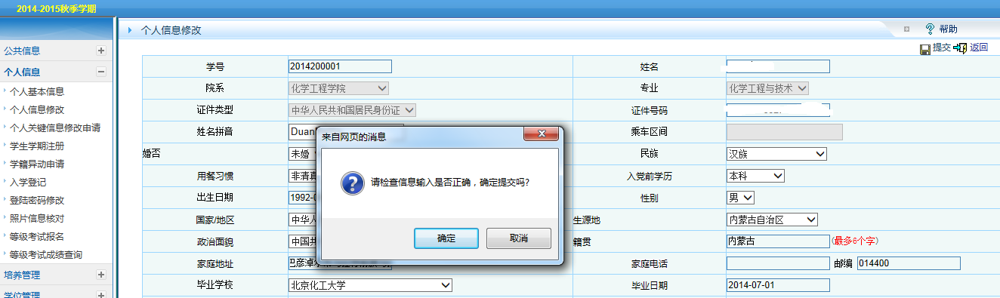 2014-2015秋季学期
个人信息修改
帮助
提交 返回
公共信息
个人信息
个人基本信息
个人信息修改
个人关键信息修改申请
学生学期注册
学籍异动申请
入学登记
登陆密码修改
照片信息核对
等级考试报名
等级考试成绩查询
培养管理
学位管理
学号 2014200001 姓名
院系 化学工程学院 专业 化学工程与技术
证件类型 中华人民共和国居民身份证 证件号码
姓名拼音 Duan 乘车区间
婚否 未婚 民族 汉族
用餐习惯 非清真 入党前学历 本科
出生日期 1992- 性别 男
国家/地区 中华人 生源地 内蒙古自治区
政治面貌 中国共 籍贯 内蒙古 (最多6个字)
家庭地址 巴彦淖尔市 家庭电话 邮编 014400
毕业学校 北京化工大学 毕业日期 2014-07-01
来自网页的消息
请检查信息输入是否正确，确定提交吗?
确定 取消